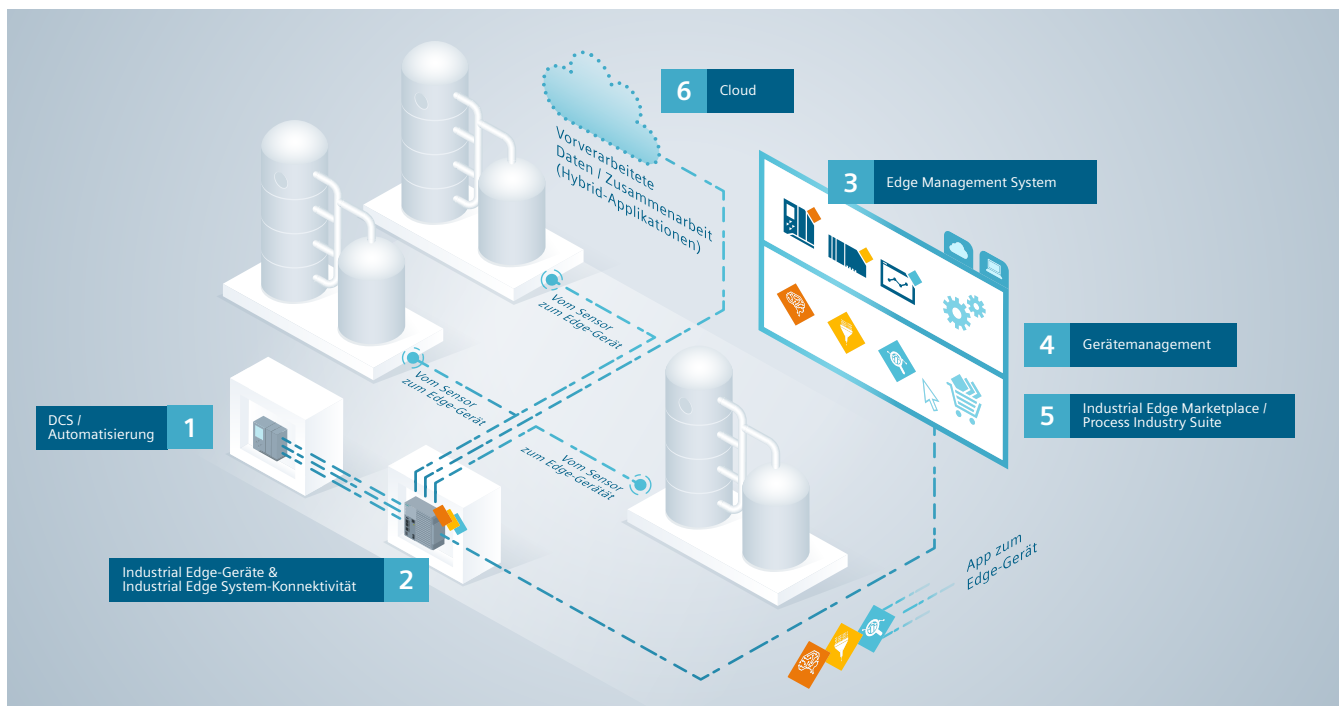 6 Cloud
Vorverarbeitete
Daten / Zusammenarbeit
(Hybrid-Applikationen)
3 Edge Management System
Vom Sensor
zum Edge-Gerät
4 Gerätemanagement
Vom Sensor
zum Edge-Gerät
5 Industrial Edge Marketplace /
Process Industry Suite
DCS /
Automatisierung 1
Vom Sensor
zum Edge-Gerätät
App zum
Edge-Gerät
Industrial Edge-Geräte &
Industrial Edge System-Konnektivität 2